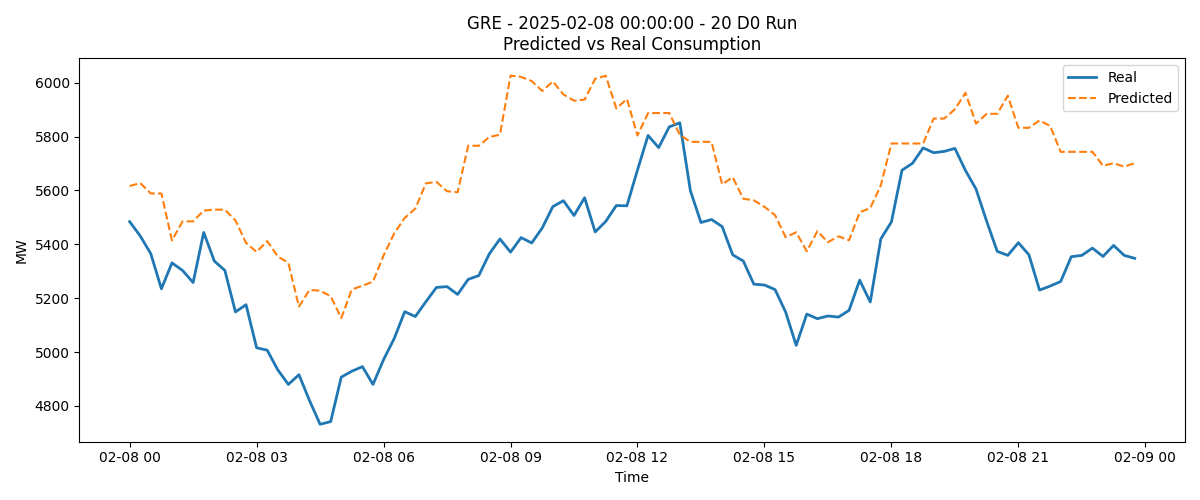 GRE - 2025-02-08 00:00:00 - 20 D0 Run
Predicted vs Real Consumption
Real
Predicted
MW
6000
5800
5600
5400
5200
5000
4800
02-08 00
02-08 03
02-08 06
02-08 09
02-08 12
02-08 15
02-08 18
02-08 21
02-09 00
Time